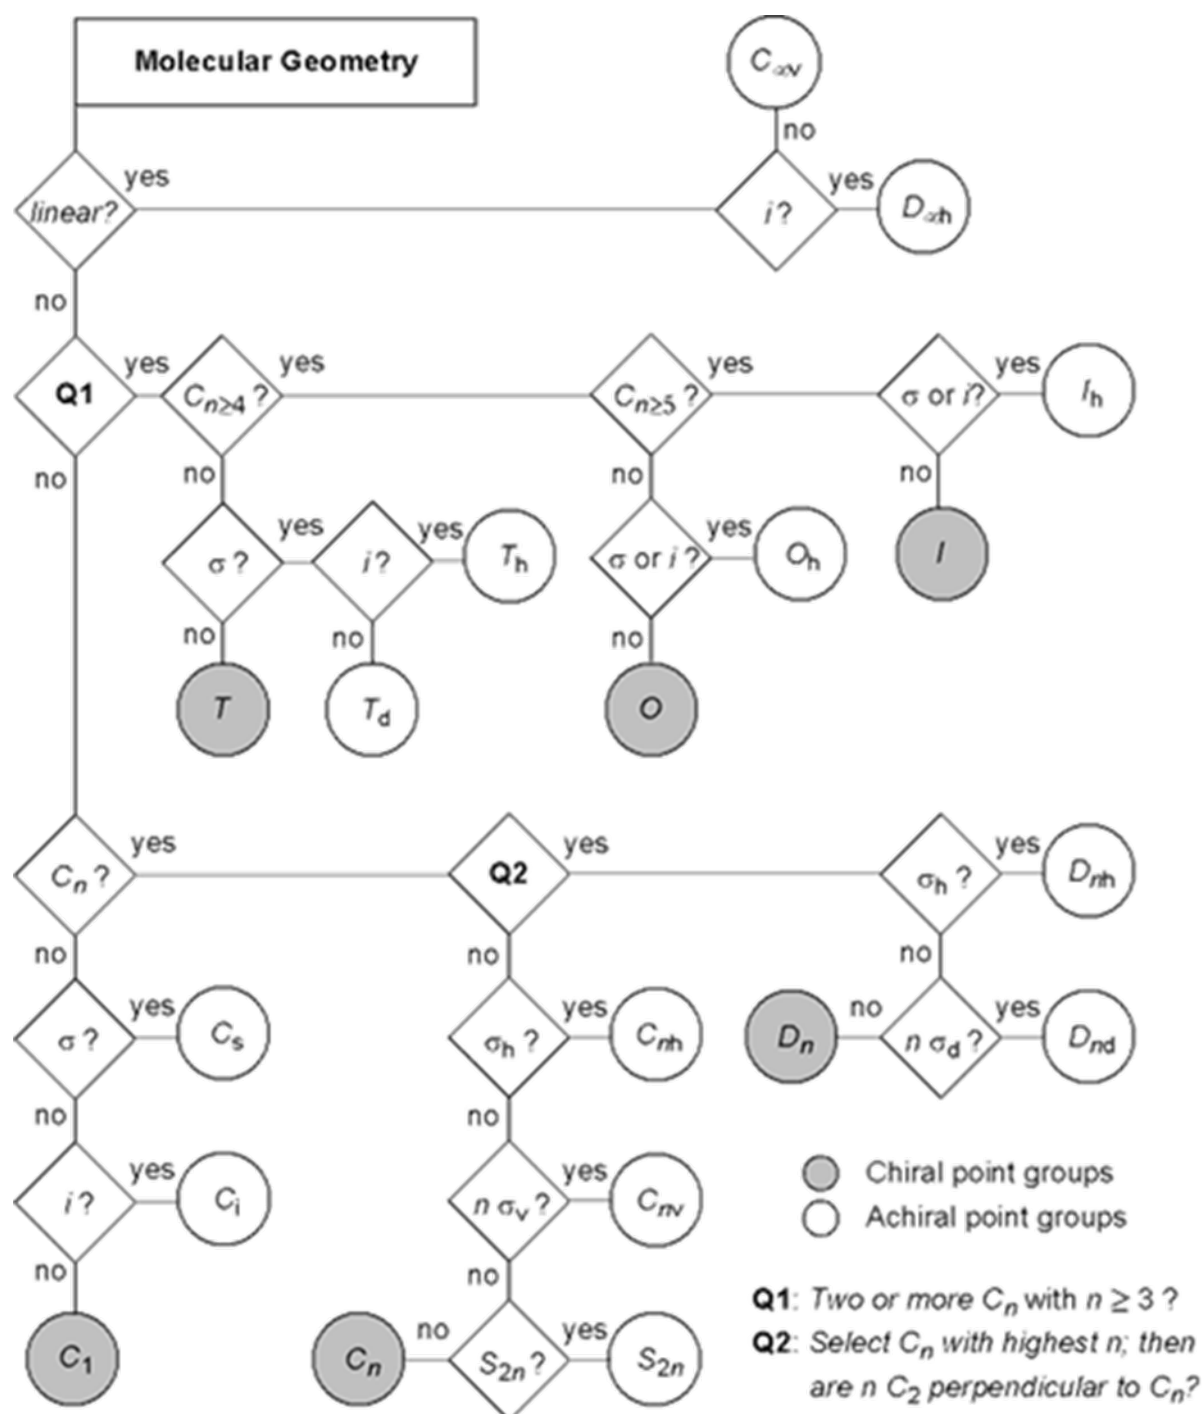 Molecular Geometry
C∝v
no
linear?
yes
i?
yes
D∝h
no
Q1
yes
Cn≥4 ?
yes
Cn≥5 ?
yes
σ or i?
yes
Ih
no
no
no
no
σ ?
yes
i?
yes
Th
σ or i ?
yes
Oh
I
no
no
no
T
Td
O
Cn ?
yes
Q2
yes
σh ?
yes
Dnh
no
no
no
σ ?
yes
Cs
σh ?
yes
Cnh
Dn
no
n σd ?
yes
Dnd
no
no
i ?
yes
Ci
n σv ?
yes
Cnv
Chiral point groups
Achiral point groups
no
no
C1
Cn
no
S2n ?
yes
S2n
Q1: Two or more Cn with n ≥ 3 ?
Q2: Select Cn with highest n; then
are n C2 perpendicular to Cn?